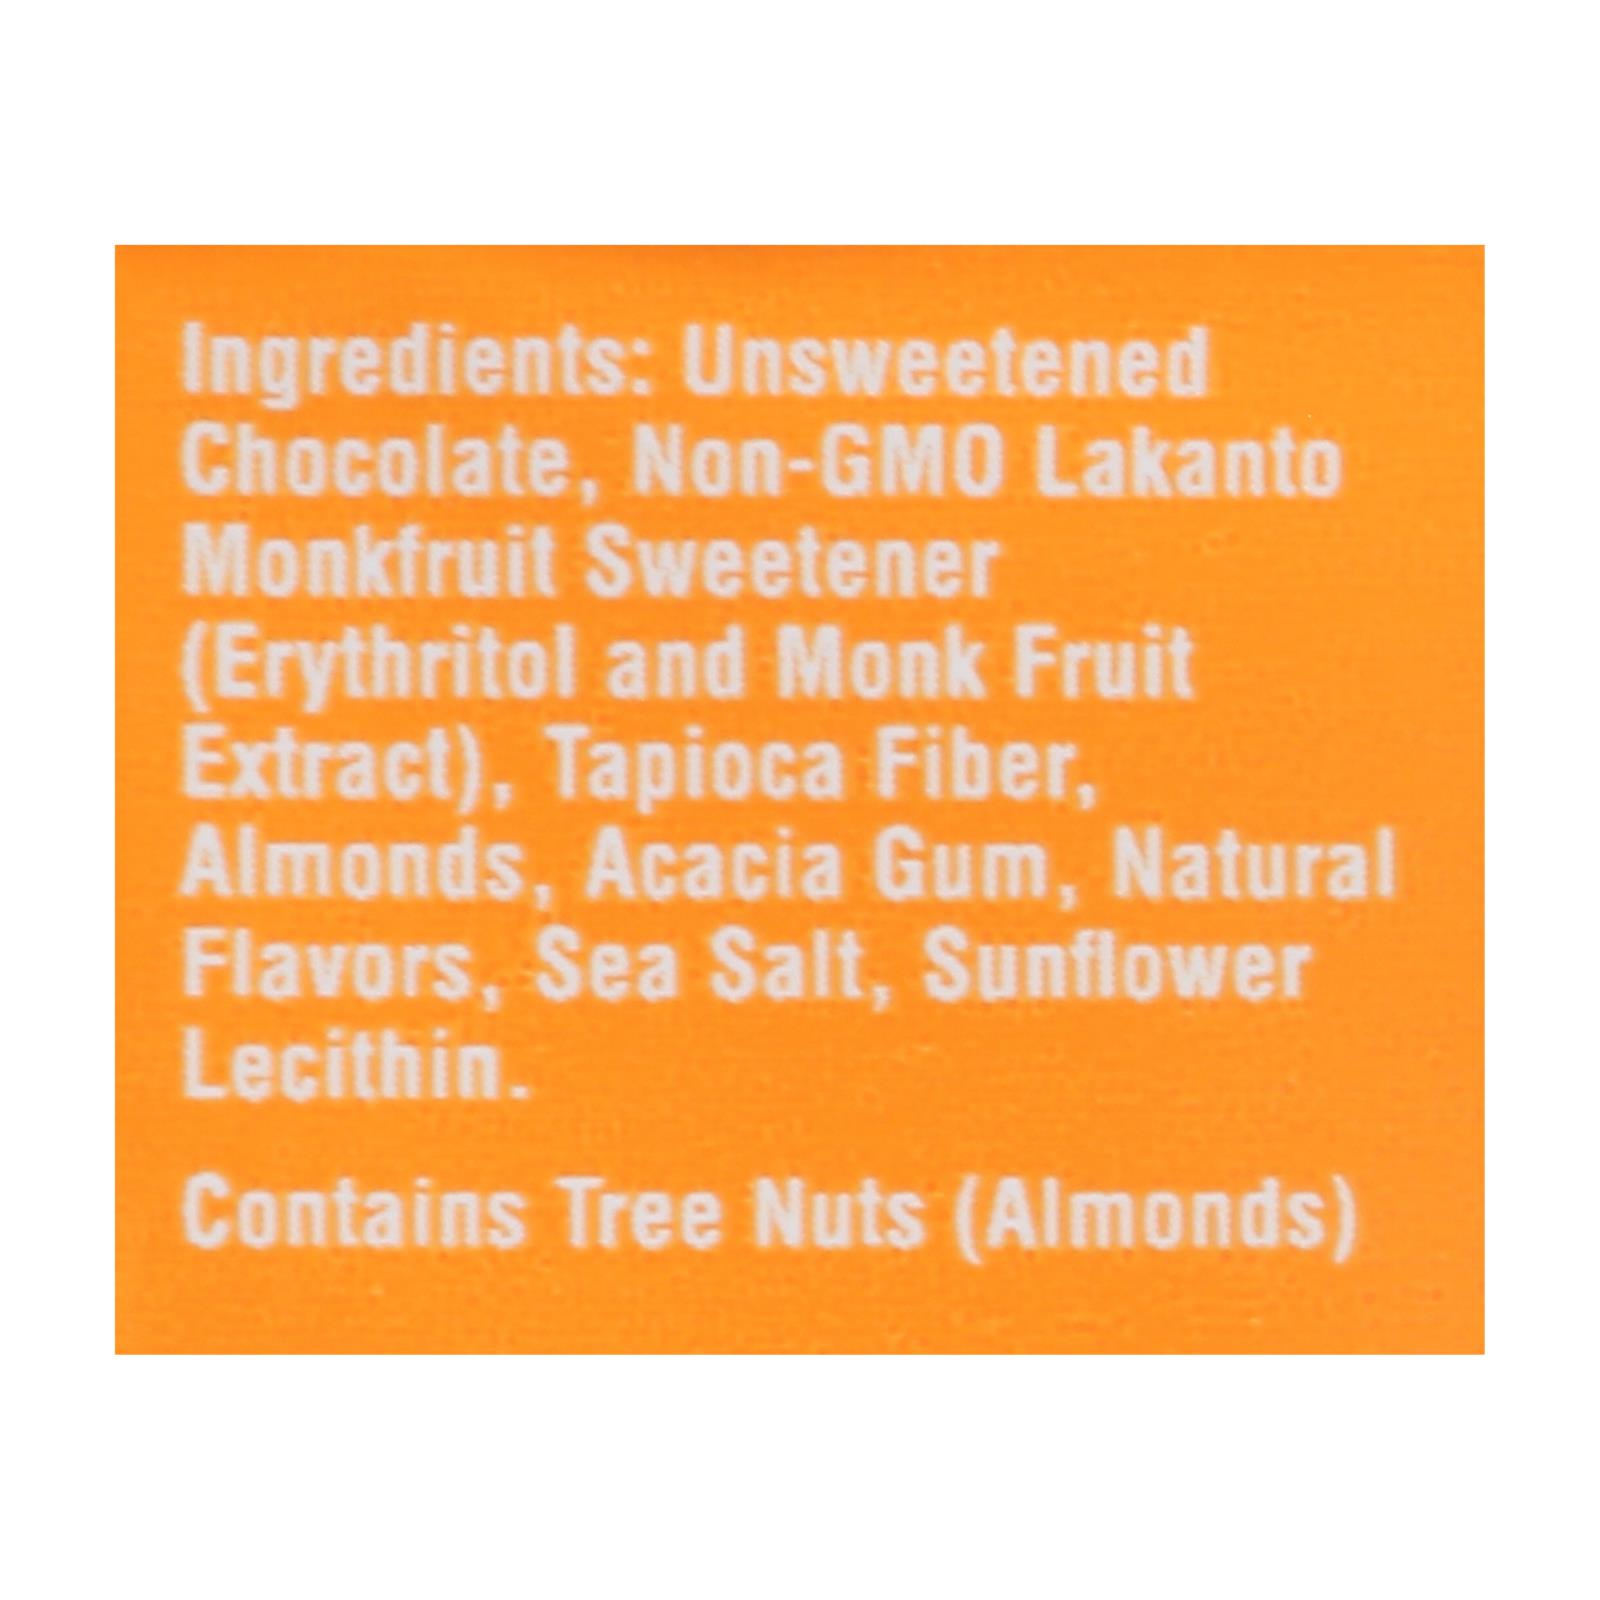 Ingredients: Unsweetened
Chocolate, Non-GMO Lakanto
Monkfruit Sweetener
(Erythritol and Monk Fruit
Extract), Tapioca Fiber,
Almonds, Acacia Gum, Natural
Flavors, Sea Salt, Sunflower
Lecithin.
Contains Tree Nuts (Almonds)